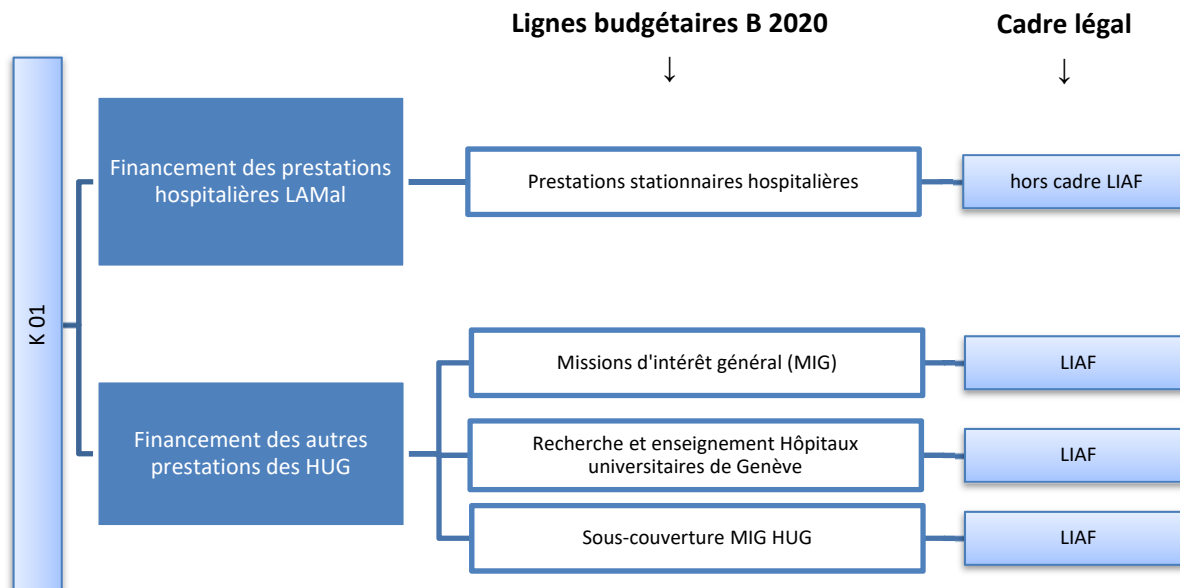 Lignes budgétaires B 2020
Cadre légal
↓
↓
K 01
Financement des prestations
hospitalières LAMal
Prestations stationnaires hospitalières
hors cadre LIAF
Financement des autres
prestations des HUG
Missions d'intérêt général (MIG)
LIAF
Recherche et enseignement Hôpitaux
universitaires de Genève
LIAF
Sous-couverture MIG HUG
LIAF